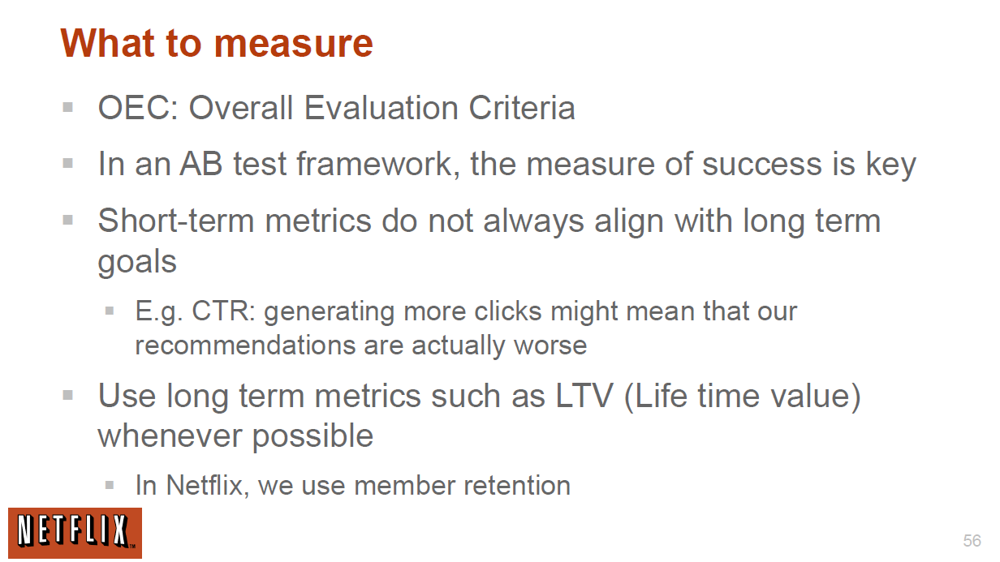 What to measure
OEC: Overall Evaluation Criteria
In an AB test framework, the measure of success is key
Short-term metrics do not always align with long term
goals
E.g. CTR: generating more clicks might mean that our
recommendations are actually worse
Use long term metrics such as LTV (Life time value)
whenever possible
In Netflix, we use member retention
NETFLIX™
56